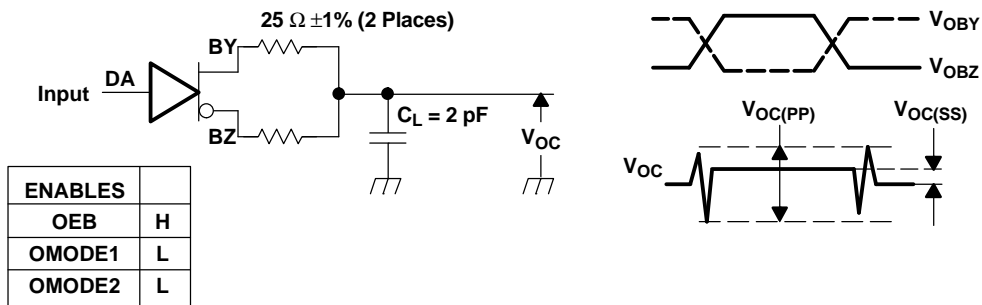 25 Ω ±1% (2 Places)
BY
DA
Input
BZ
C_L = 2 pF
V_OC
ENABLES
OEB H
OMODE1 L
OMODE2 L
V_OBY
V_OBZ
V_OC(PP)
V_OC(SS)
V_OC